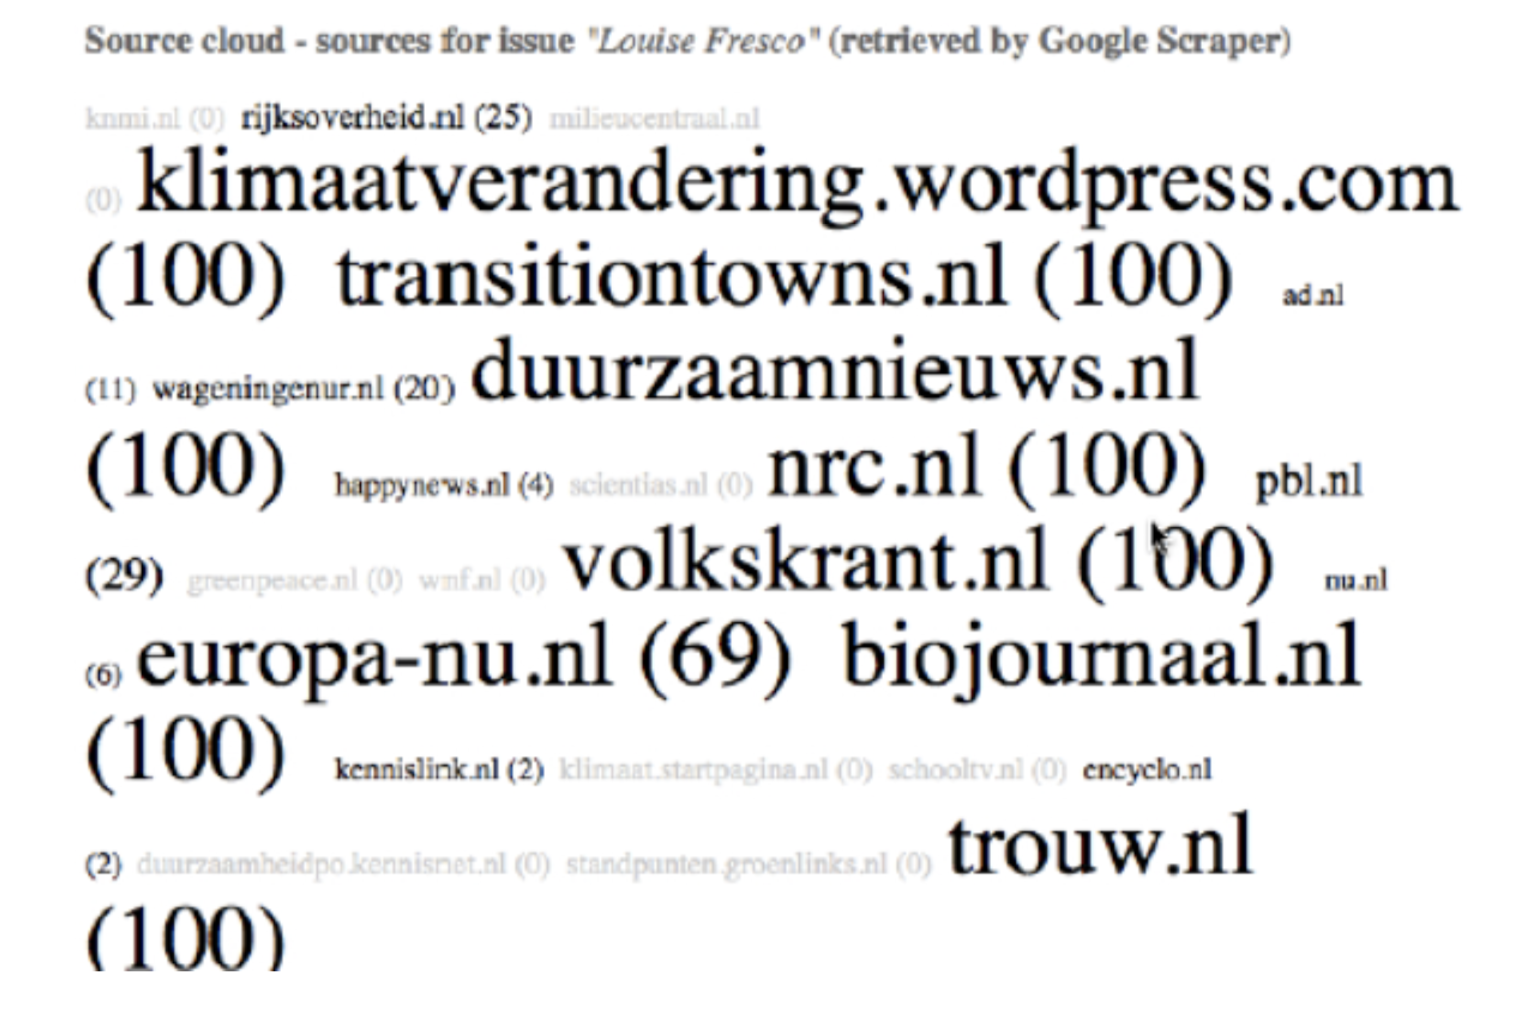 Source cloud - sources for issue "Louise Fresco" (retrieved by Google Scraper)
knmi.nl (0) rijksoverheid.nl (25) milieucentraal.nl
(0) klimaatverandering.wordpress.com
(100) transitiontowns.nl (100) ad.nl
(11) wageningenur.nl (20) duurzaamnieuws.nl
(100) happynews.nl (4) scientias.nl (0) nrc.nl (100) pbl.nl
(29) greenpeace.nl (0) wnf.nl (0) volkskrant.nl (100) nu.nl
(6) europa-nu.nl (69) biojournaal.nl
(100) kennislink.nl (2) klimaat.startpagina.nl (0) schooltv.nl (0) encyclo.nl
(2) duurzaamheidpo.kennisnet.nl (0) standpunten.groenlinks.nl (0) trouw.nl
(100)